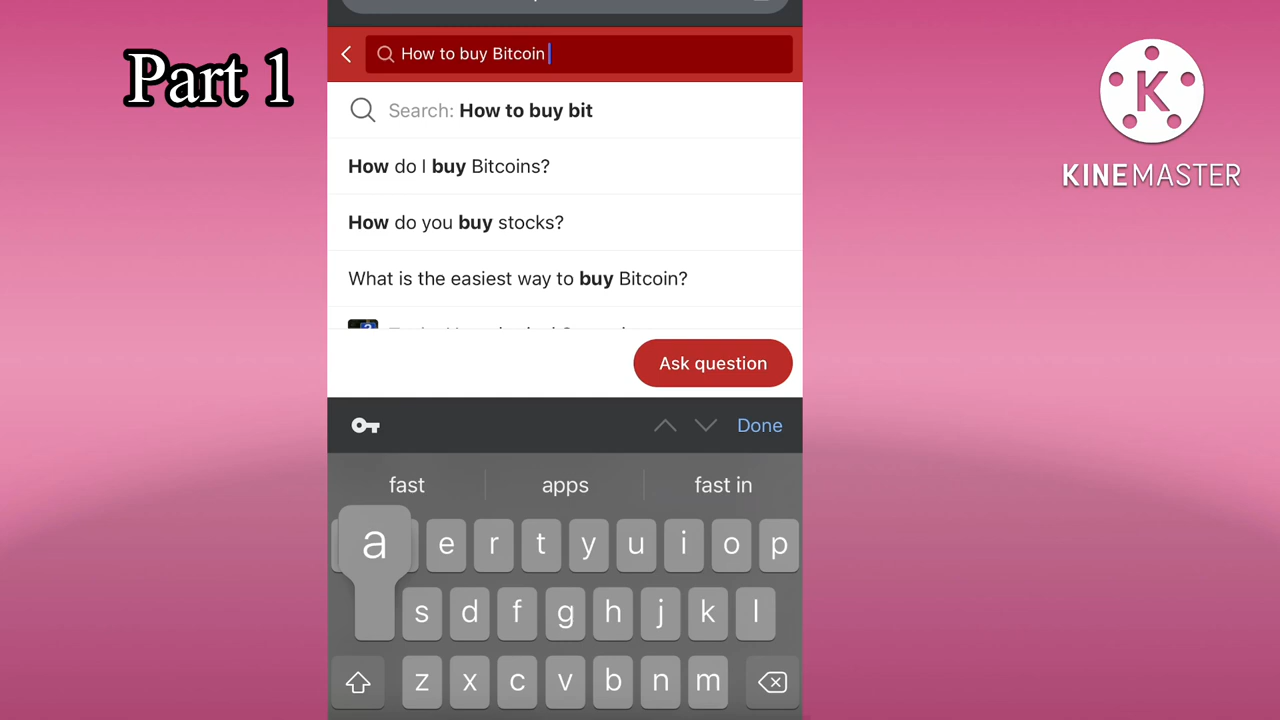 Part 1
How to buy Bitcoin
Search: How to buy bit
How do I buy Bitcoins?
How do you buy stocks?
What is the easiest way to buy Bitcoin?
Ask question
Done
fast apps fast in
a e r t y u i o p
s d f g h j k l
z x c v b n m
K
KINEMASTER